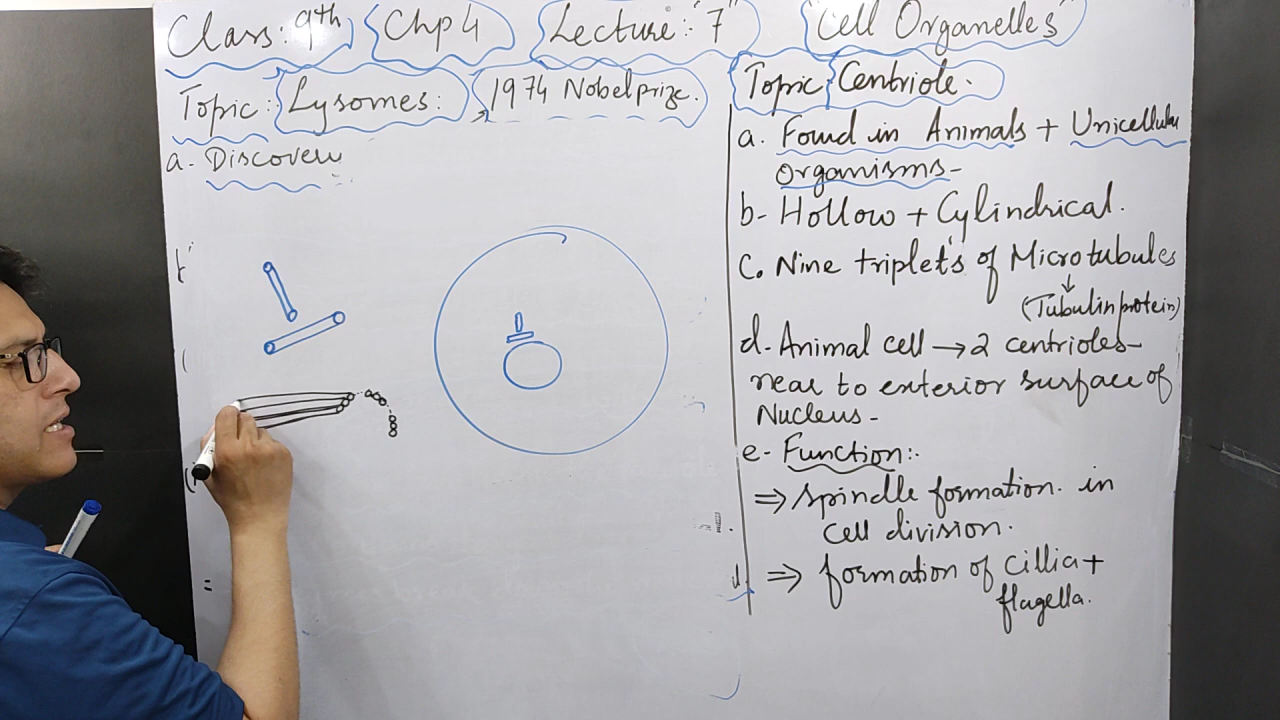 Class: 9th Chp 4 Lecture: "7" "Cell Organelles"
Topic: Lysomes: 1974 Nobel prize.
a. Discovery
Topic Centriole.
a. Found in Animals + Unicellular
Organisms-
b- Hollow + Cylindrical.
C. Nine triplets of Microtubules
(Tubulin protein)
d- Animal cell → 2 centrioles-
near to exterior surface of
Nucleus-
e- Function:-
⇒ spindle formation. in
cell division.
⇒ formation of cillia +
flagella.